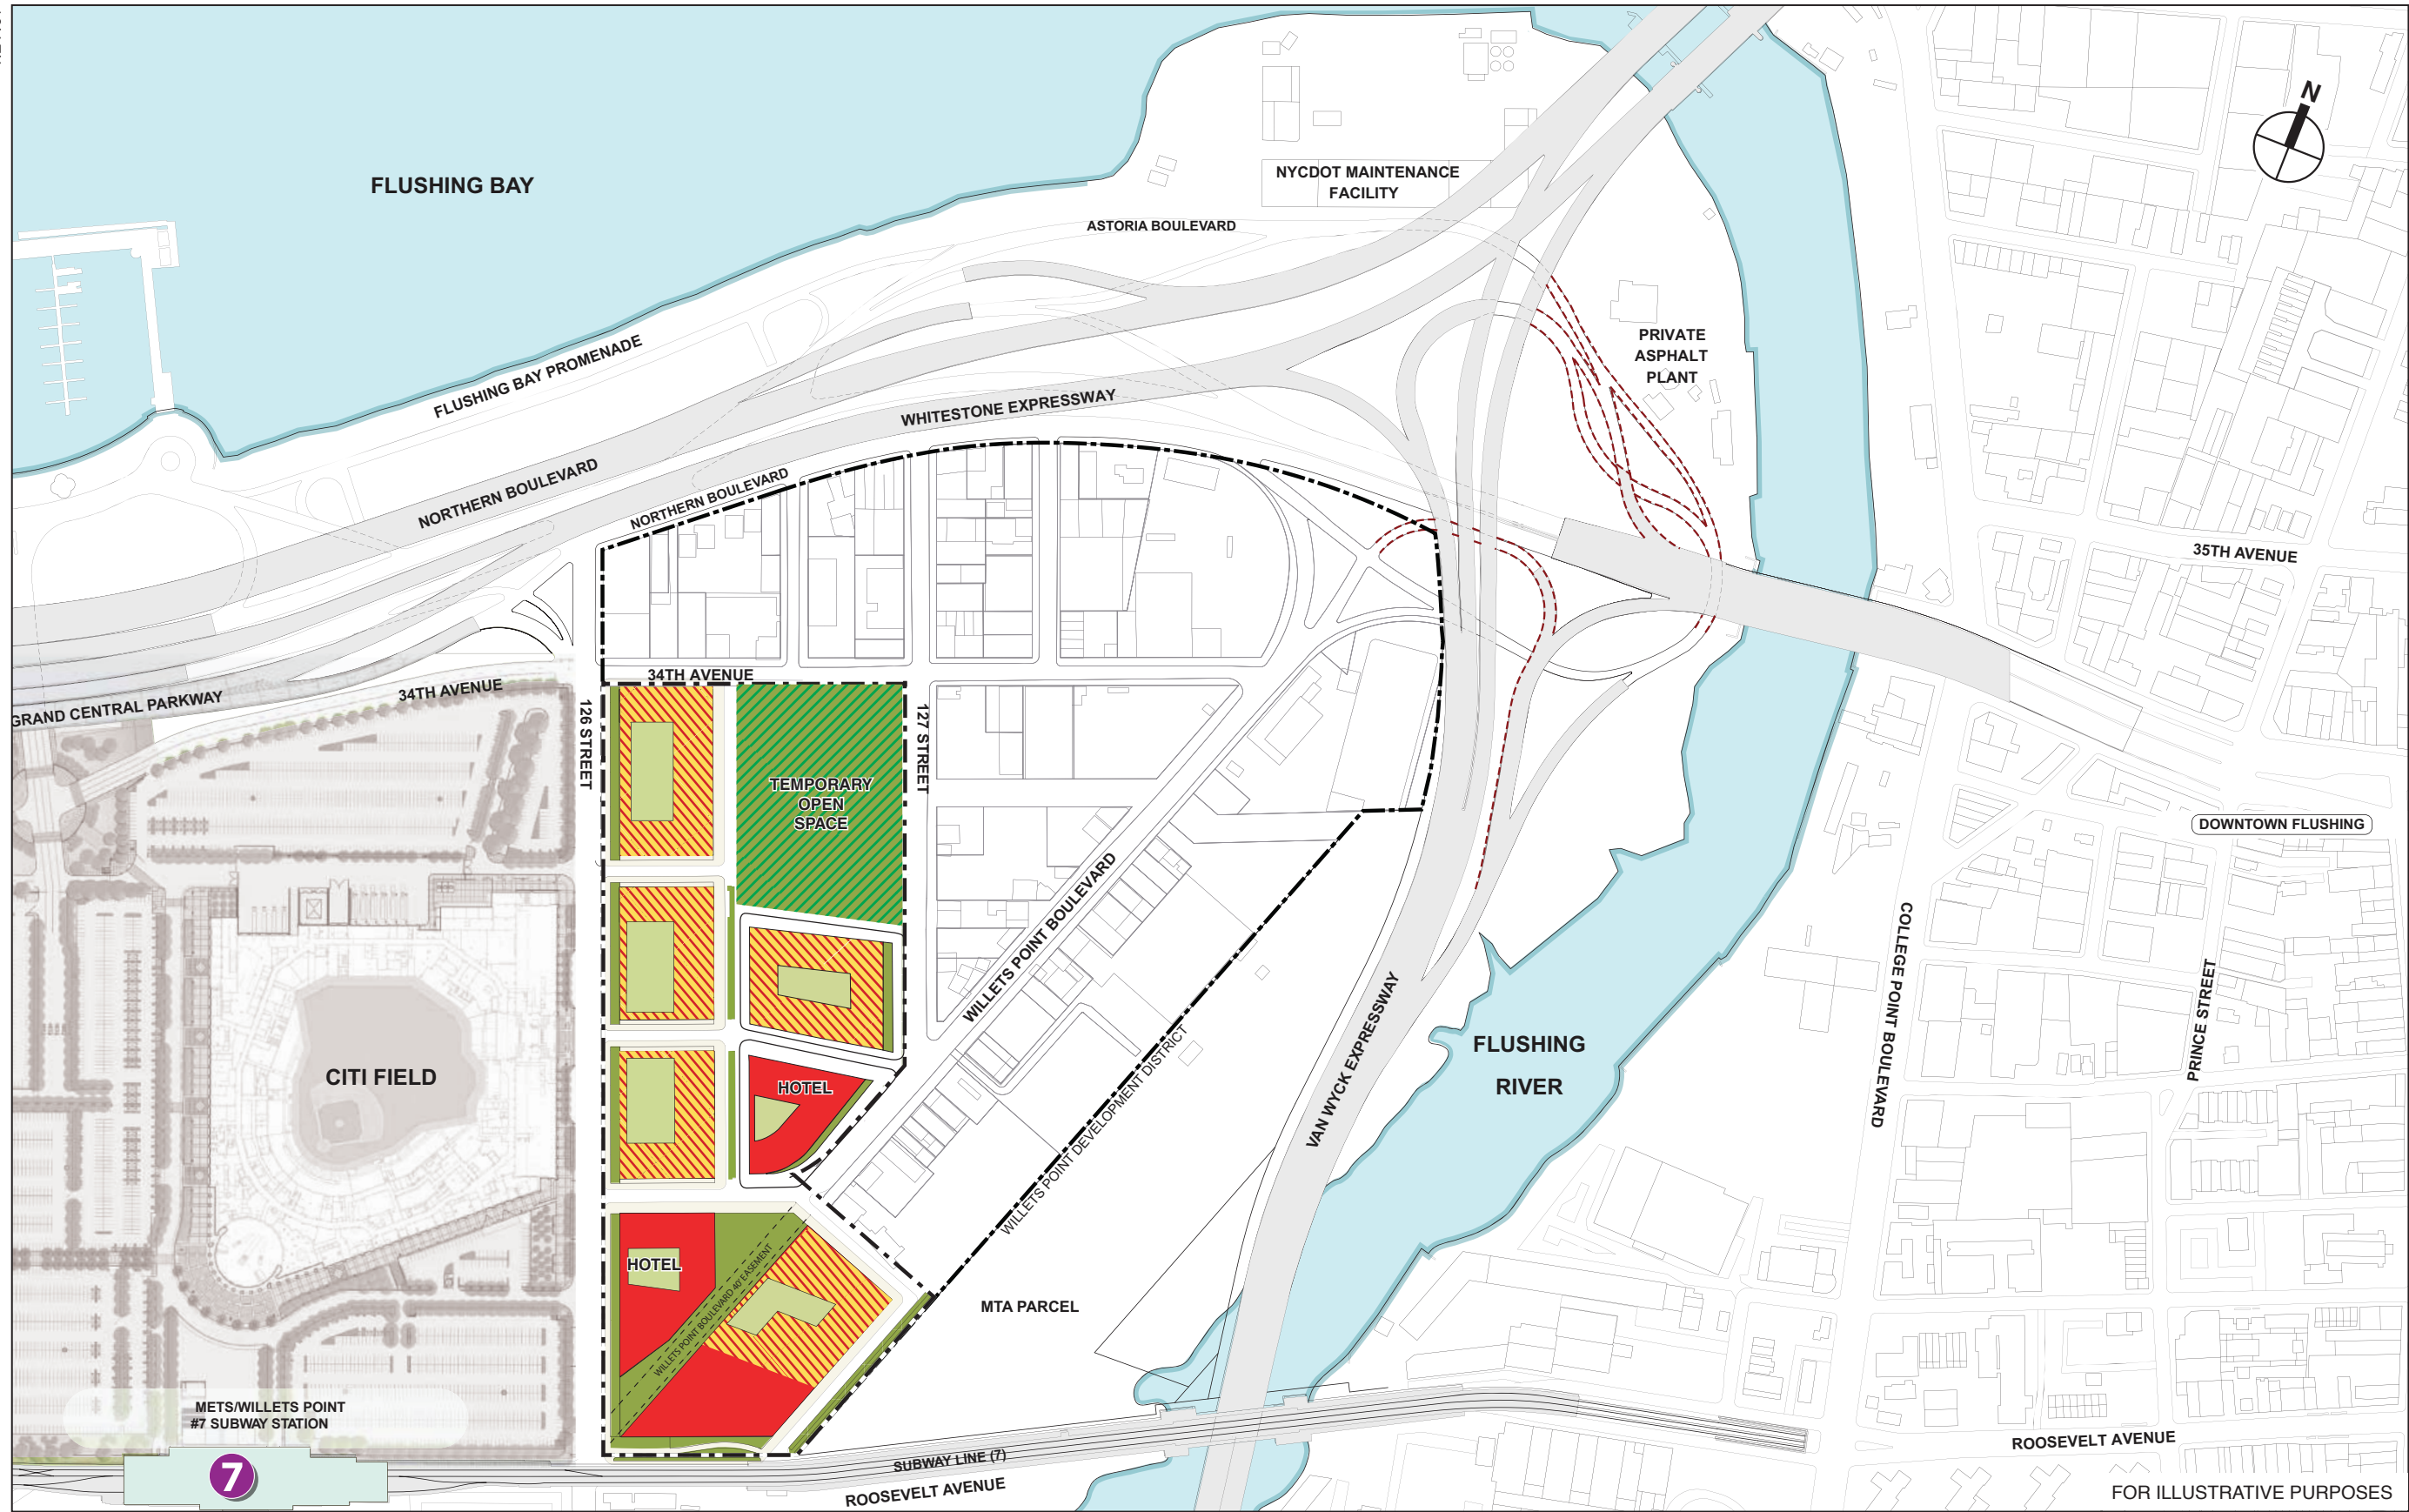 N
FLUSHING BAY
NYCDOT MAINTENANCE
FACILITY
ASTORIA BOULEVARD
PRIVATE
ASPHALT
PLANT
FLUSHING BAY PROMENADE
WHITESTONE EXPRESSWAY
NORTHERN BOULEVARD
NORTHERN BOULEVARD
35TH AVENUE
34TH AVENUE
34TH AVENUE
GRAND CENTRAL PARKWAY
126 STREET
127 STREET
TEMPORARY
OPEN
SPACE
DOWNTOWN FLUSHING
WILLETS POINT BOULEVARD
COLLEGE POINT BOULEVARD
PRINCE STREET
VAN WYCK EXPRESSWAY
FLUSHING
RIVER
CITI FIELD
HOTEL
WILLETS POINT DEVELOPMENT DISTRICT
HOTEL
WILLETS POINT BOULEVARD 40' EASEMENT
MTA PARCEL
METS/WILLETS POINT
#7 SUBWAY STATION
7
SUBWAY LINE (7)
ROOSEVELT AVENUE
ROOSEVELT AVENUE
FOR ILLUSTRATIVE PURPOSES